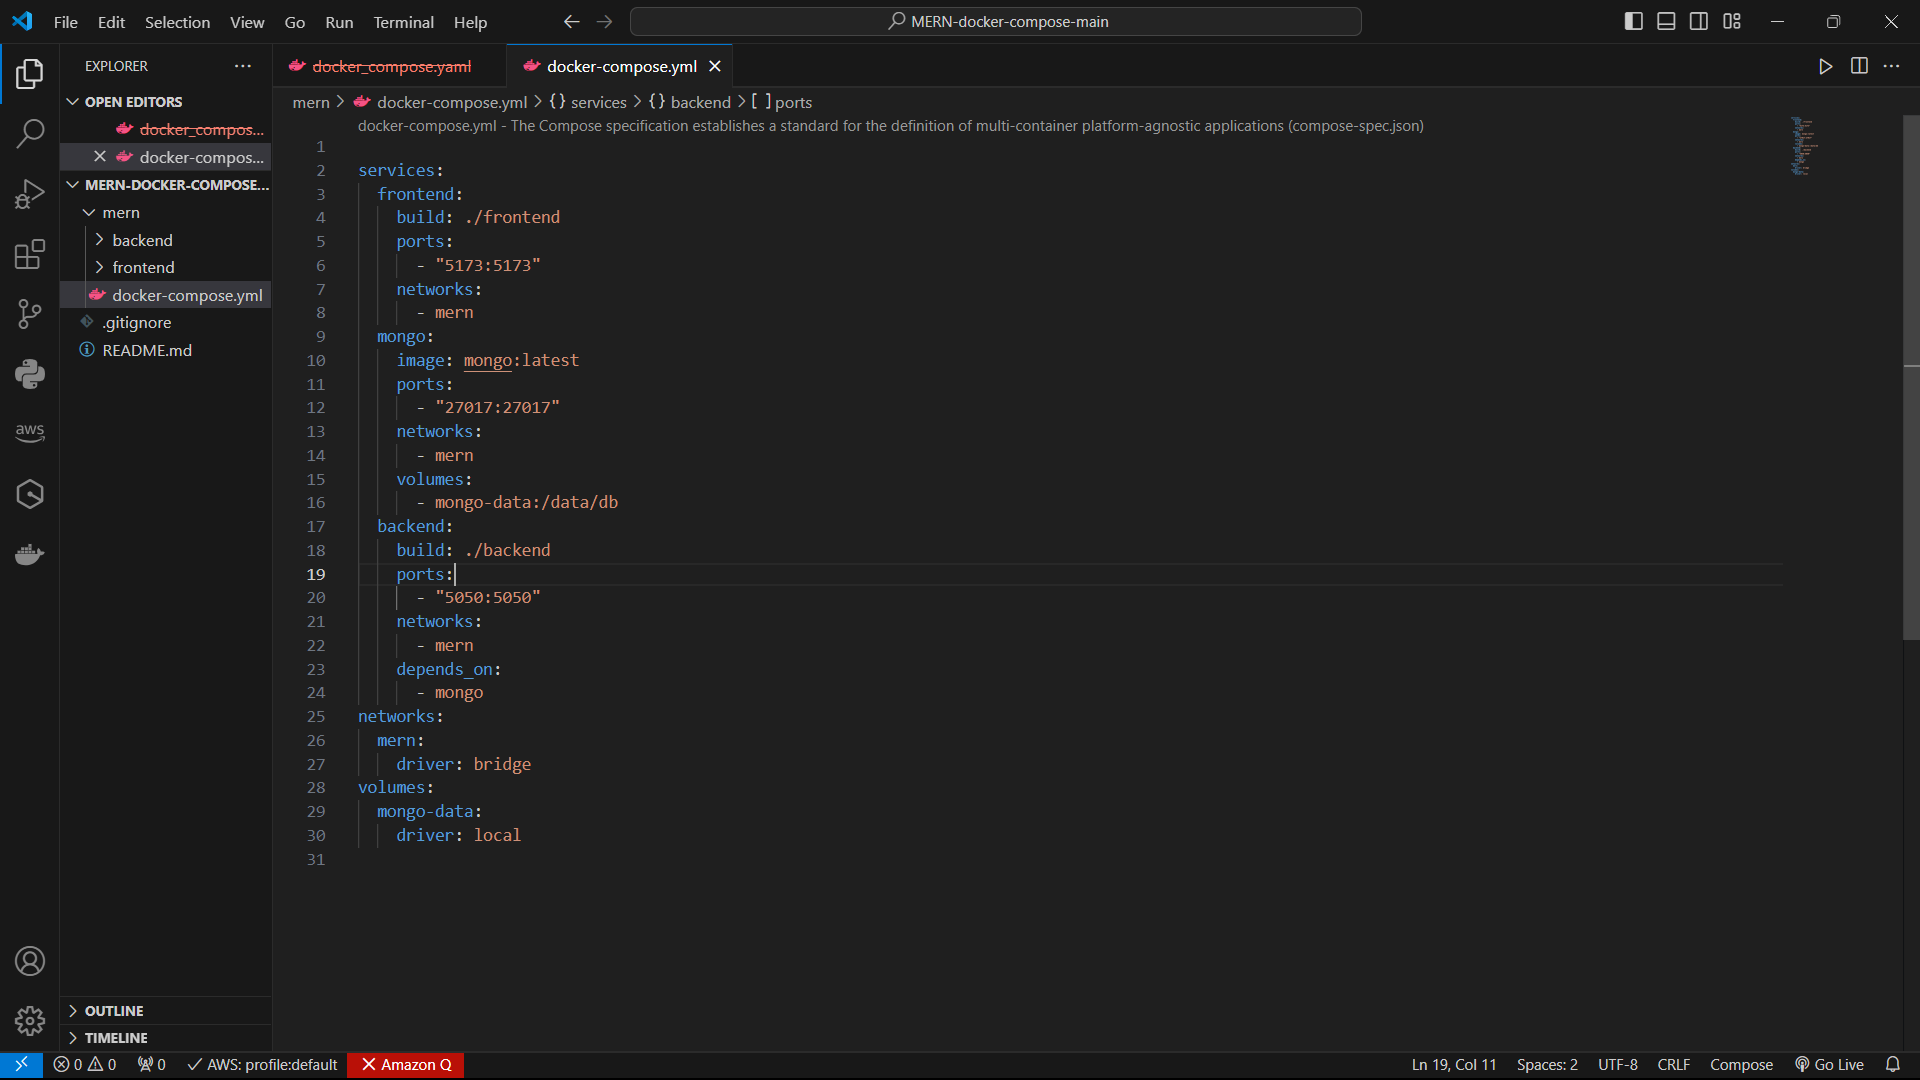 File Edit Selection View Go Run Terminal Help
MERN-docker-compose-main
EXPLORER
OPEN EDITORS
docker_compos...
docker-compos...
MERN-DOCKER-COMPOSE...
mern
backend
frontend
docker-compose.yml
.gitignore
README.md
aws
OUTLINE
TIMELINE
docker_compose.yaml
docker-compose.yml
mern > docker-compose.yml > {} services > {} backend > [ ] ports
docker-compose.yml - The Compose specification establishes a standard for the definition of multi-container platform-agnostic applications (compose-spec.json)
1
2 services:
3   frontend:
4     build: ./frontend
5     ports:
6       - "5173:5173"
7     networks:
8       - mern
9   mongo:
10     image: mongo:latest
11     ports:
12       - "27017:27017"
13     networks:
14       - mern
15     volumes:
16       - mongo-data:/data/db
17   backend:
18     build: ./backend
19     ports:
20       - "5050:5050"
21     networks:
22       - mern
23     depends_on:
24       - mongo
25 networks:
26   mern:
27     driver: bridge
28 volumes:
29   mongo-data:
30     driver: local
31
0 0 0 AWS: profile:default Amazon Q Ln 19, Col 11 Spaces: 2 UTF-8 CRLF Compose Go Live